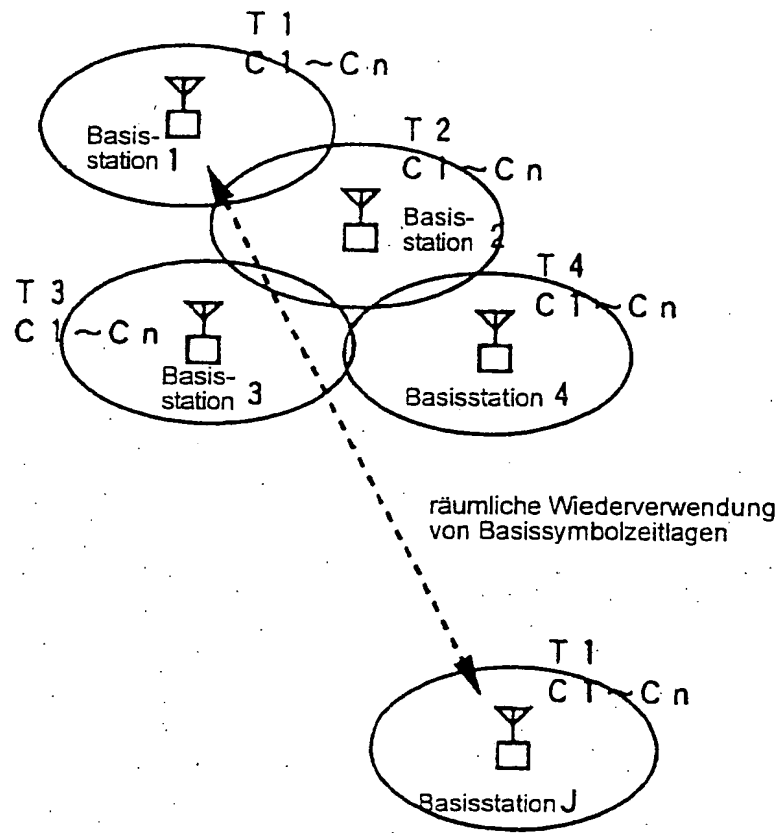 T 1
C 1 ~ C n
Basis-
station 1
T 2
C 1 ~ C n
Basis-
station 2
T 3
C 1 ~ C n
Basis-
station 3
T 4
C 1 ~ C n
Basisstation 4
räumliche Wiederverwendung
von Basissymbolzeitlagen
T 1
C 1 ~ C n
Basisstation J